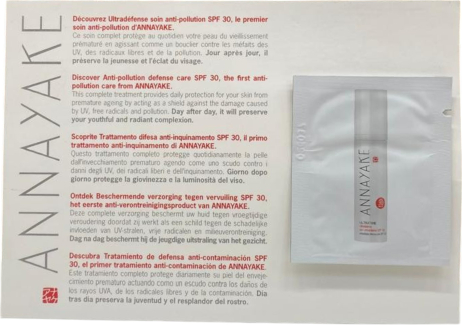 ANNAYAKE
Découvrez Ultradéfense soin anti-pollution SPF 30, le premier
soin anti-pollution d'ANNAYAKE.
Ce soin complet protège au quotidien votre peau du vieillissement
prématuré en agissant comme un bouclier contre les méfaits des
UV, des radicaux libres et de la pollution. Jour après jour, il
préserve la jeunesse et l'éclat du visage.
Discover Anti-pollution defense care SPF 30, the first anti-
pollution care from ANNAYAKE.
This complete treatment provides daily protection for your skin from
premature ageing by acting as a shield against the damage caused
by UV, free radicals and pollution. Day after day, it will preserve
your youthful and radiant complexion.
Scoprite Trattamento difesa anti-inquinamento SPF 30, il primo
trattamento anti-inquinamento di ANNAYAKE.
Questo trattamento completo protegge quotidianamente la pelle
dall'invecchiamento prematuro agendo come uno scudo contro i
danni degli UV, dei radicali liberi e dell'inquinamento. Giorno dopo
giorno protegge la giovinezza e la luminosità del viso.
Ontdek Beschermende verzorging tegen vervuiling SPF 30,
het eerste anti-verontreinigingsproduct van ANNAYAKE.
Deze complete verzorging beschermt uw huid tegen vroegtijdige
veroudering doordat zij werkt als een schild tegen de schadelijke
invloeden van UV-stralen, vrije radicalen en milieuverontreiniging.
Dag na dag beschermt hij de jeugdige uitstraling van het gezicht.
Descubra Tratamiento de defensa anti-contaminación SPF
30, el primer tratamiento anti-contaminación de ANNAYAKE.
Este tratamiento completo protege diariamente su piel del enveje-
cimiento prematuro actuando como un escudo contra los daños de
los rayos UVA, de los radicales libres y de la contaminación. Día
tras día preserva la juventud y el resplandor del rostro.
ANNAYAKE